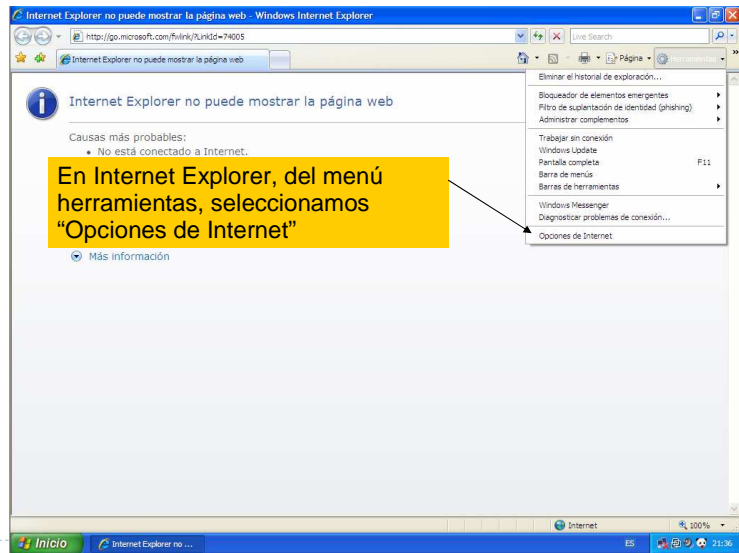 Internet Explorer no puede mostrar la página web - Windows Internet Explorer
http://go.microsoft.com/fwlink/?LinkId=74005
Live Search
Internet Explorer no puede mostrar la página web
Página
Herramientas
Eliminar el historial de exploración...
Bloqueador de elementos emergentes
Filtro de suplantación de identidad (phishing)
Administrar complementos
Trabajar sin conexión
Windows Update
Pantalla completa F11
Barra de menús
Barras de herramientas
Windows Messenger
Diagnosticar problemas de conexión...
Opciones de Internet
Internet Explorer no puede mostrar la página web
Causas más probables:
• No está conectado a Internet.
En Internet Explorer, del menú
herramientas, seleccionamos
“Opciones de Internet”
Más información
Internet
100%
Inicio
Internet Explorer no ...
ES
21:36